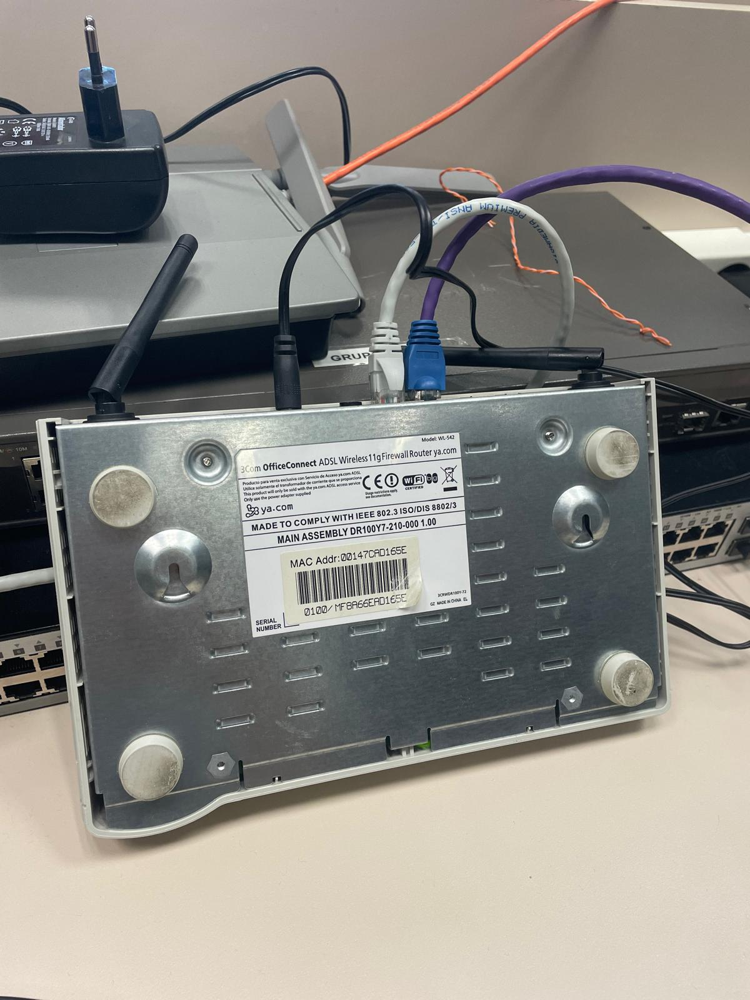 Alimentador
GRUP
PREMIUM ANSI
10M
1
Model: WL-542
3Com OfficeConnect ADSL Wireless 11g Firewall Router ya.com
Producto para venta exclusiva con Servicio de Acceso ya.com ADSL
Utilice solamente el transformador de corriente que se proporciona
This product will only be sold with the ya.com ADSL access service
Only use the power adapter supplied
CE
Usage restrictions apply,
see documentation.
Wi Fi
CERTIFIED
ya.com
MADE TO COMPLY WITH IEEE 802.3 ISO/DIS 8802/3
MAIN ASSEMBLY DR100Y7-210-000 1.00
MAC Addr:00147CAD165E
0100/MF8A66EAD165E
SERIAL
NUMBER
3CRWDR100Y-72
GZ MADE IN CHINA EL